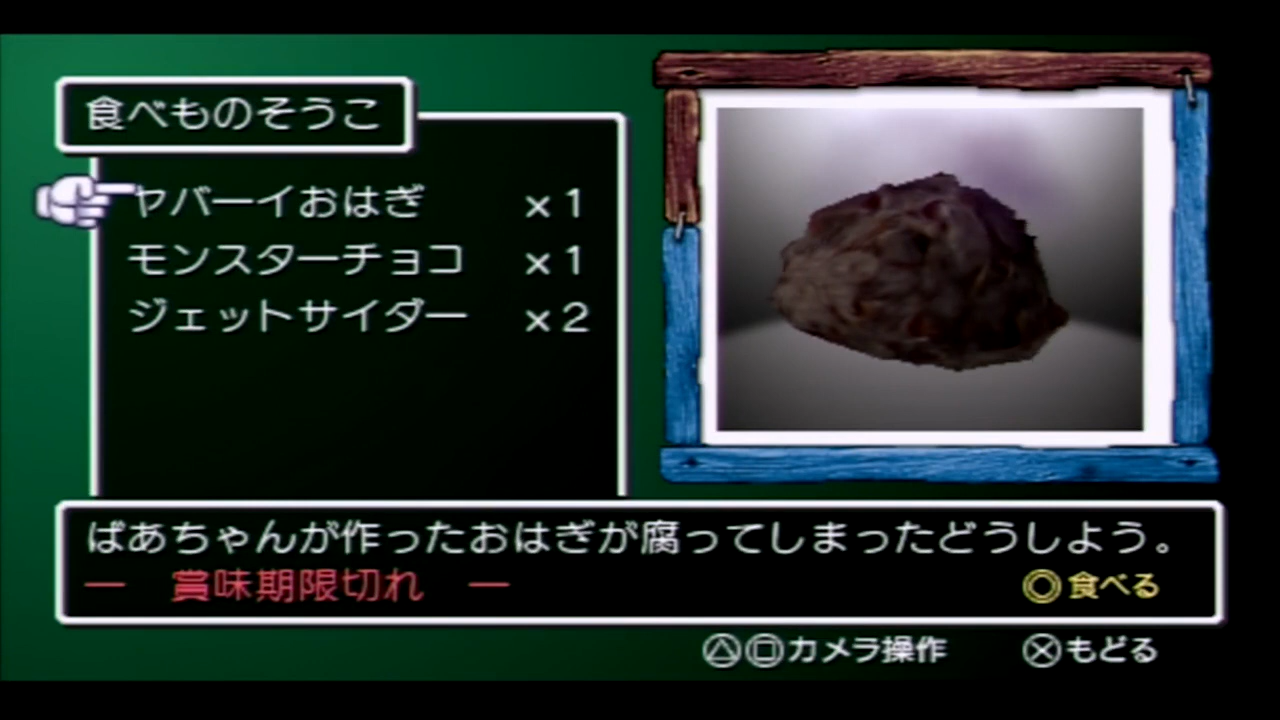 食べものそうこ
ヤバーイおはぎ ×1
モンスターチョコ ×1
ジェットサイダー ×2
ばあちゃんが作ったおはぎが腐ってしまったどうしよう。
― 賞味期限切れ ―
◎食べる
△□カメラ操作 ×もどる